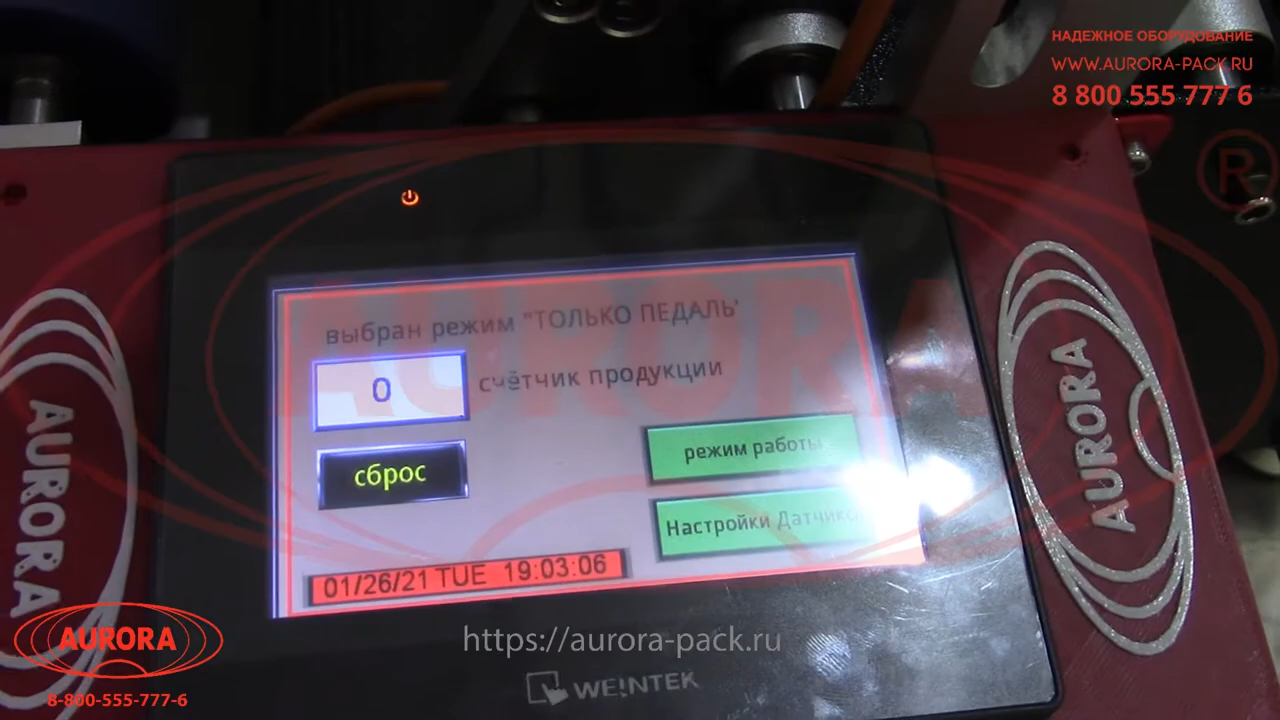 НАДЕЖНОЕ ОБОРУДОВАНИЕ
WWW.AURORA-PACK.RU
8 800 555 777 6
®
выбран режим "ТОЛЬКО ПЕДАЛЬ"
0 счётчик продукции
сброс
режим работы
Настройки
01/26/21 TUE 19:03:06
AURORA
AURORA
AURORA
AURORA
8-800-555-777-6
https://aurora-pack.ru
WEINTEK